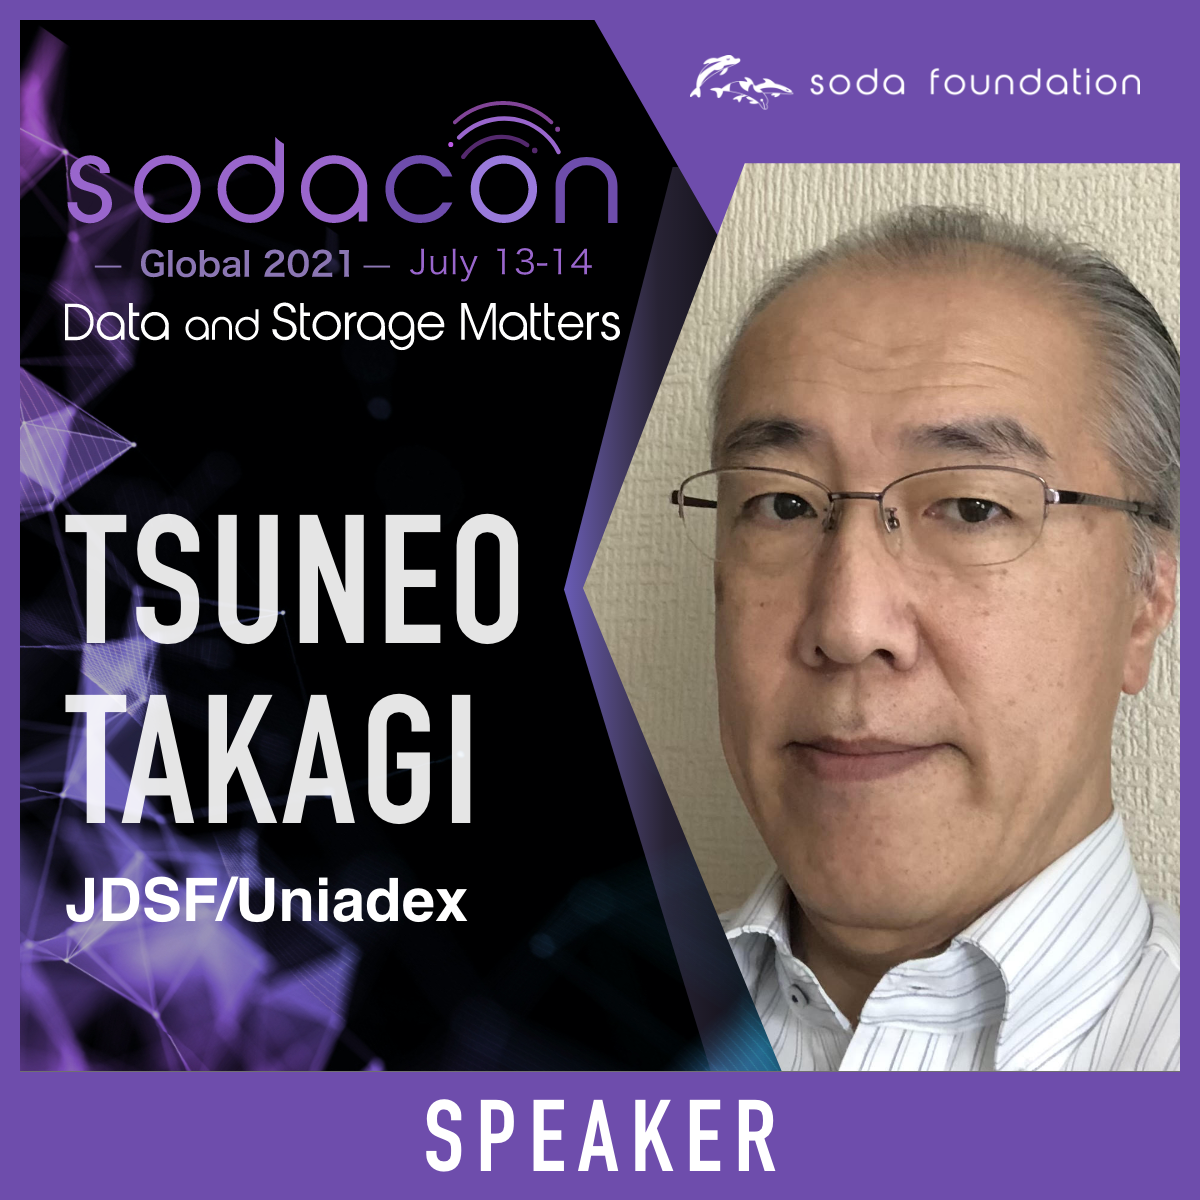 soda foundation
sodacon
— Global 2021 — July 13-14
Data and Storage Matters
TSUNEO
TAKAGI
JDSF/Uniadex
SPEAKER